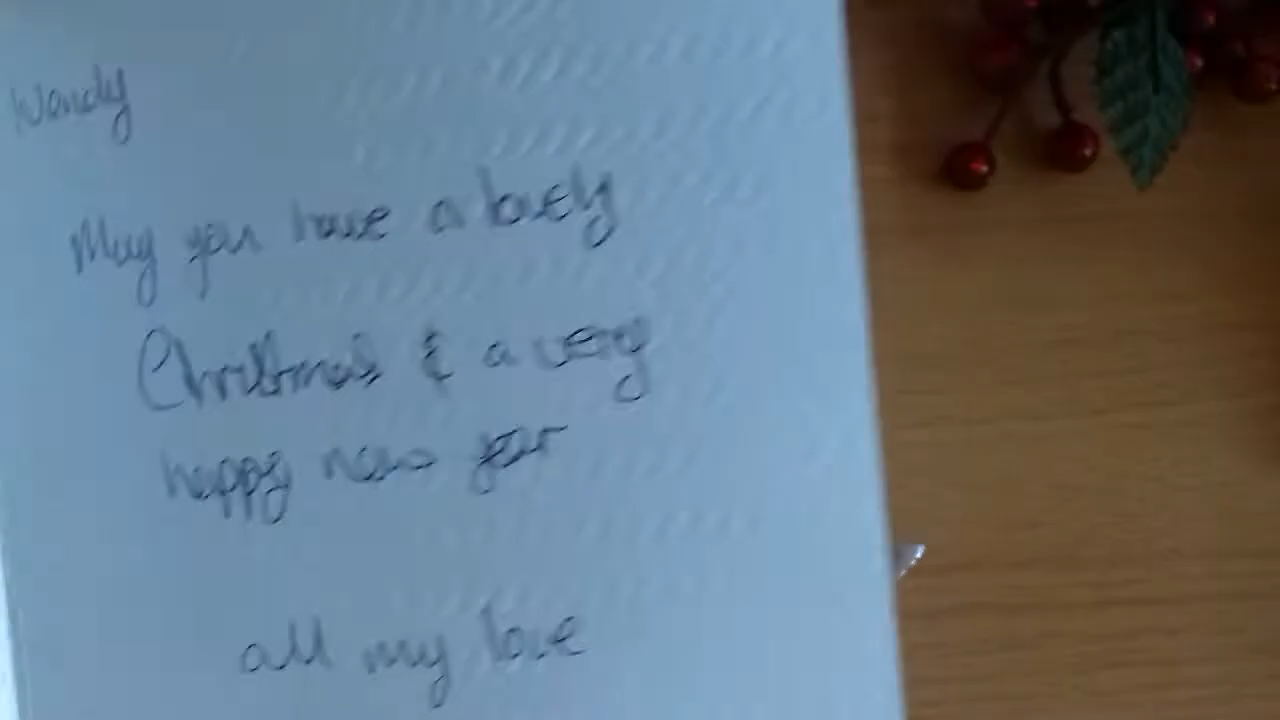 Wendy
May you have a lovely
Christmas & a very
happy new year
all my love